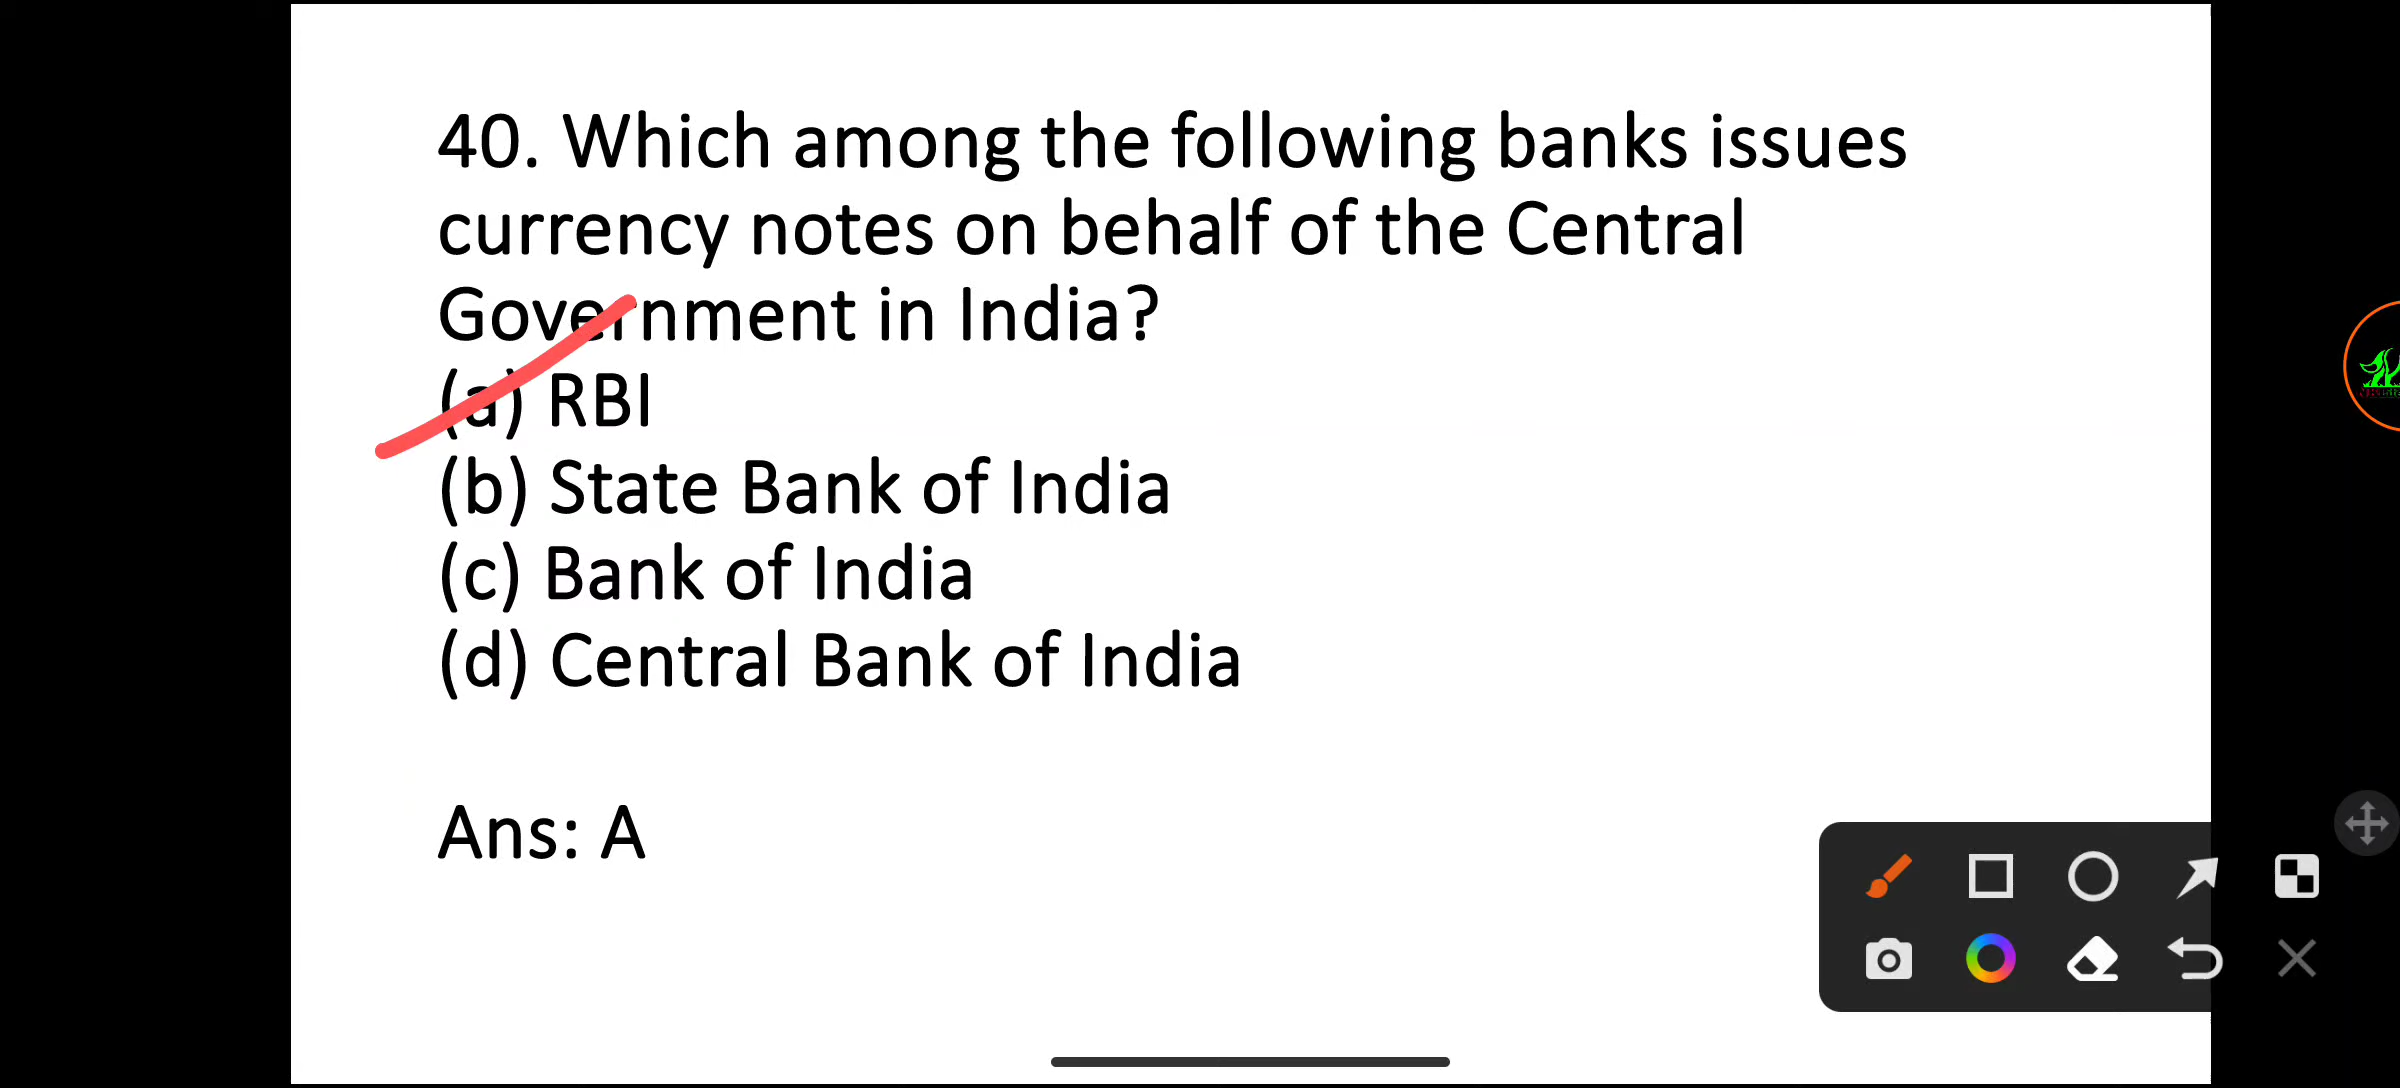 40. Which among the following banks issues
currency notes on behalf of the Central
Government in India?
(a) RBI
(b) State Bank of India
(c) Bank of India
(d) Central Bank of India
Ans: A